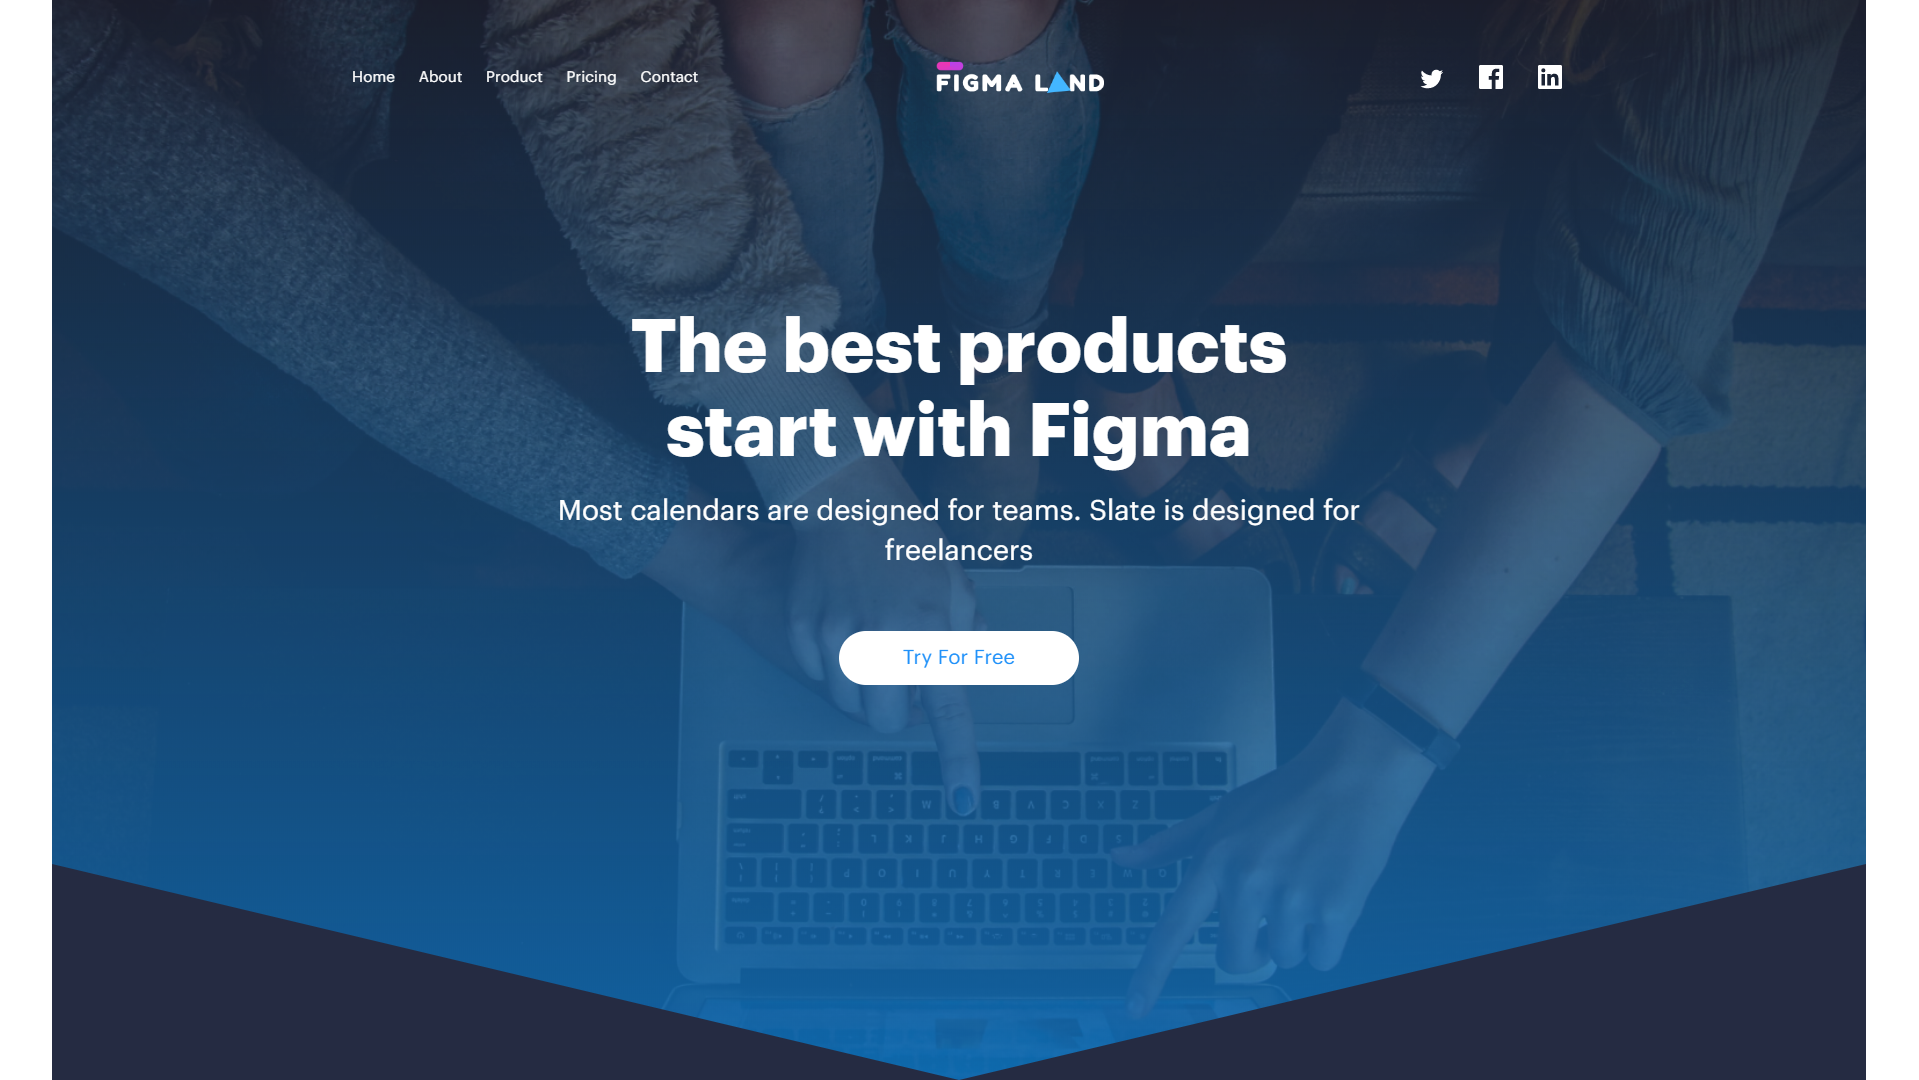 Home About Product Pricing Contact
FIGMA LAND
The best products
start with Figma
Most calendars are designed for teams. Slate is designed for
freelancers
Try For Free